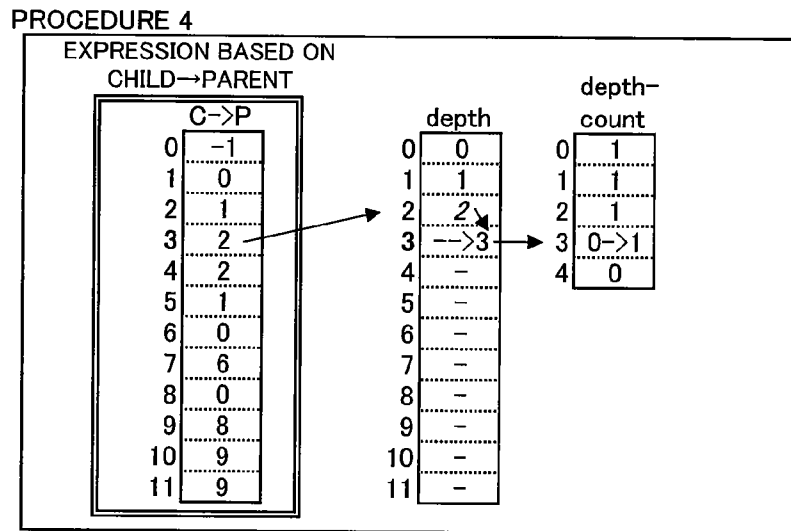 PROCEDURE 4
EXPRESSION BASED ON
CHILD→PARENT
depth-
C->P depth count
0 -1 0 0 0 1
1 0 1 1 1 1
2 1 2 2 2 1
3 2 3 -->3 3 0->1
4 2 4 - 4 0
5 1 5 -
6 0 6 -
7 6 7 -
8 0 8 -
9 8 9 -
10 9 10 -
11 9 11 -